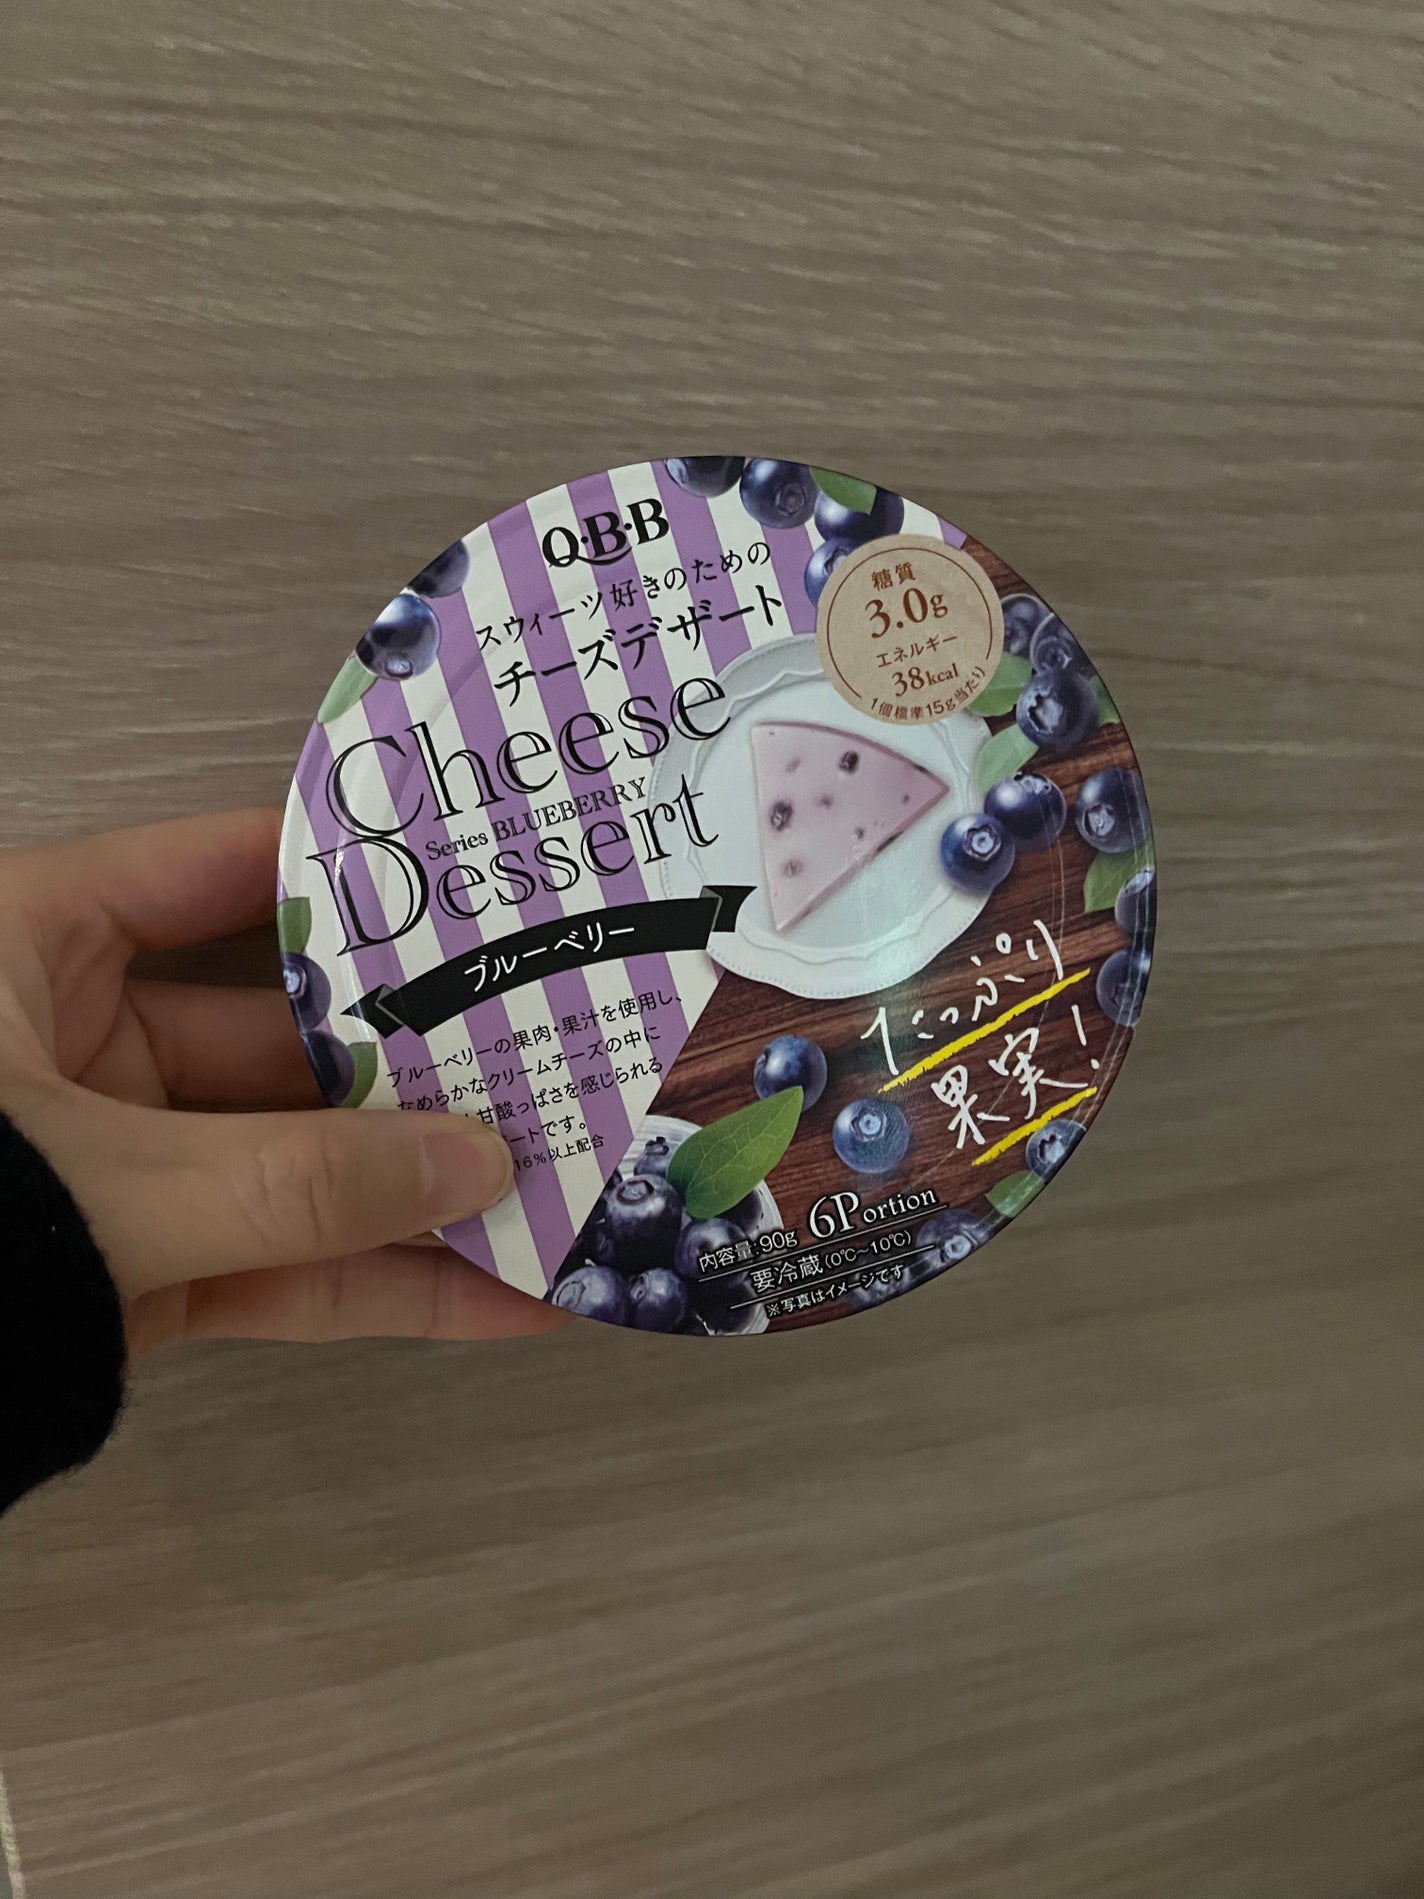 Q·B·B
スウィーツ好きのための
チーズデザート
Cheese
Series BLUEBERRY
Dessert
ブルーベリー
ブルーベリーの果肉・果汁を使用し、
なめらかなクリームチーズの中に
甘酸っぱさを感じられる
ートです。
16%以上配合
糖質
3.0g
エネルギー
38kcal
1個標準15g当たり
たっぷり
果実!
6Portion
内容量:90g
要冷蔵(0℃~10℃)
※写真はイメージです